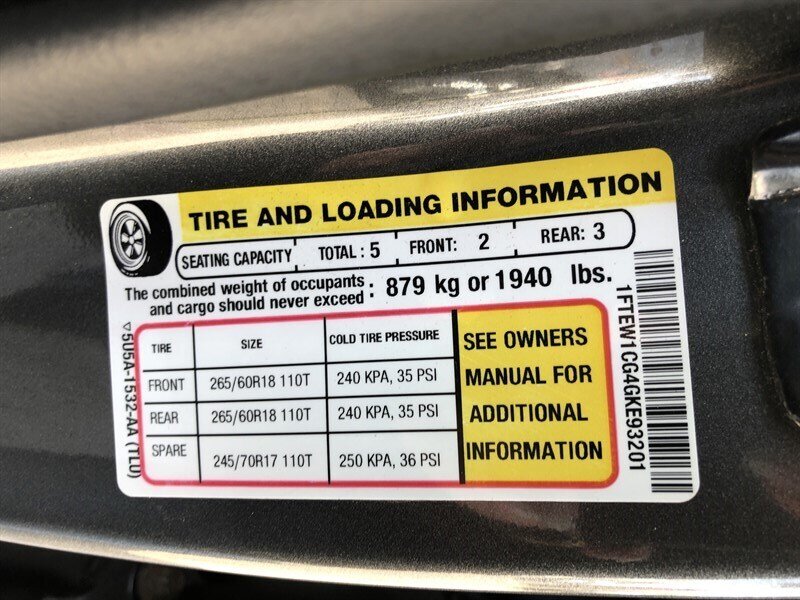 TIRE AND LOADING INFORMATION
SEATING CAPACITY TOTAL : 5 FRONT: 2 REAR: 3
The combined weight of occupants
and cargo should never exceed : 879 kg or 1940 lbs.
TIRE SIZE COLD TIRE PRESSURE
FRONT 265/60R18 110T 240 KPA, 35 PSI
REAR 265/60R18 110T 240 KPA, 35 PSI
SPARE 245/70R17 110T 250 KPA, 36 PSI
SEE OWNERS
MANUAL FOR
ADDITIONAL
INFORMATION
5U5A-1532-AA (TLU)
1FTEW1CG4GKE93201